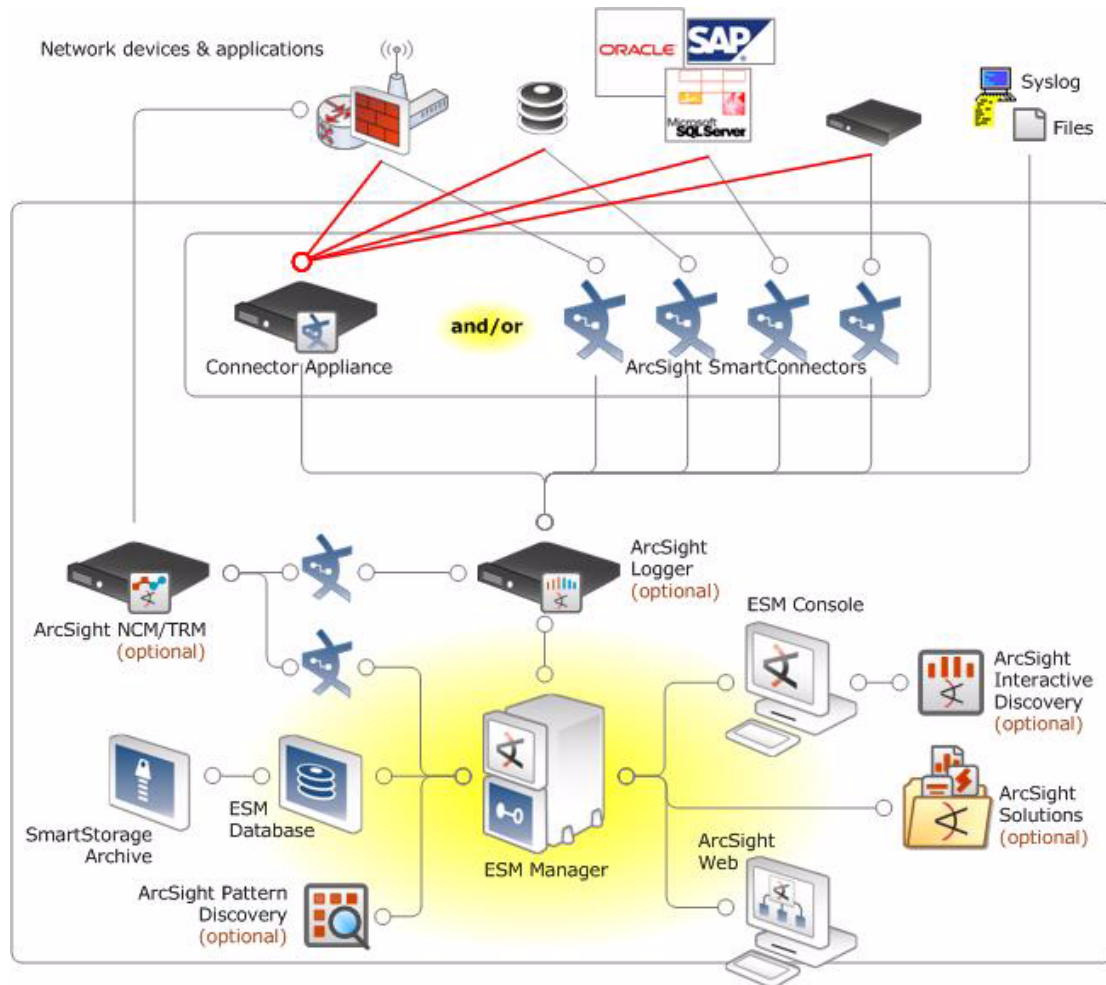 Network devices & applications
ORACLE
SAP
Microsoft
SQL Server
Syslog
Files
and/or
Connector Appliance
ArcSight SmartConnectors
ArcSight
Logger
(optional)
ArcSight NCM/TRM
(optional)
ESM Console
ArcSight
Interactive
Discovery
(optional)
SmartStorage
Archive
ESM
Database
ESM Manager
ArcSight
Solutions
(optional)
ArcSight
Web
ArcSight Pattern
Discovery
(optional)